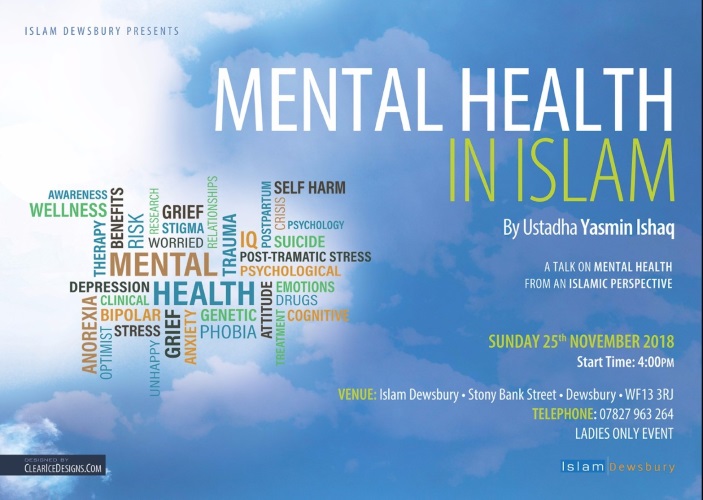 ISLAM DEWSBURY PRESENTS
MENTAL HEALTH
IN ISLAM
By Ustadha Yasmin Ishaq
A TALK ON MENTAL HEALTH
FROM AN ISLAMIC PERSPECTIVE
AWARENESS
WELLNESS
THERAPY
BENEFITS
RISK
RESEARCH
GRIEF
STIGMA
WORRIED
RELATIONSHIPS
TRAUMA
IQ
POSTPARTUM
CRISIS
SELF HARM
PSYCHOLOGY
SUICIDE
POST-TRAMATIC STRESS
MENTAL
PSYCHOLOGICAL
DEPRESSION
HEALTH
ATTITUDE
EMOTIONS
CLINICAL
DRUGS
ANOREXIA
BIPOLAR
GENETIC
COGNITIVE
OPTIMIST
STRESS
GRIEF
ANXIETY
PHOBIA
TREATMENT
UNHAPPY
SUNDAY 25th NOVEMBER 2018
Start Time: 4:00PM
VENUE: Islam Dewsbury • Stony Bank Street • Dewsbury • WF13 3RJ
TELEPHONE: 07827 963 264
LADIES ONLY EVENT
DESIGNED BY
CLEARICEDESIGNS.COM
Islam Dewsbury